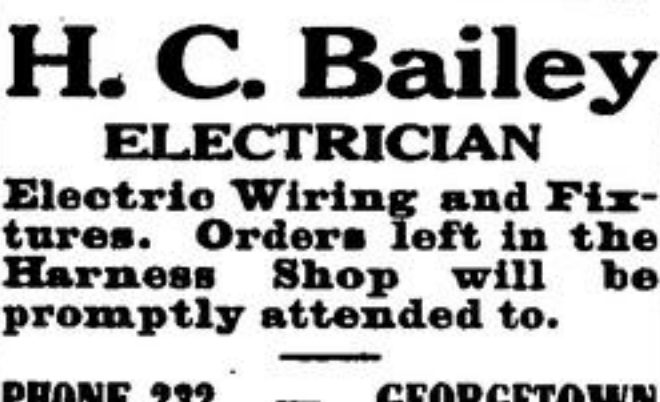 H. C. Bailey
ELECTRICIAN
Electric Wiring and Fix-
tures. Orders left in the
Harness Shop will be
promptly attended to.
PHONE 232 — GEORGETOWN